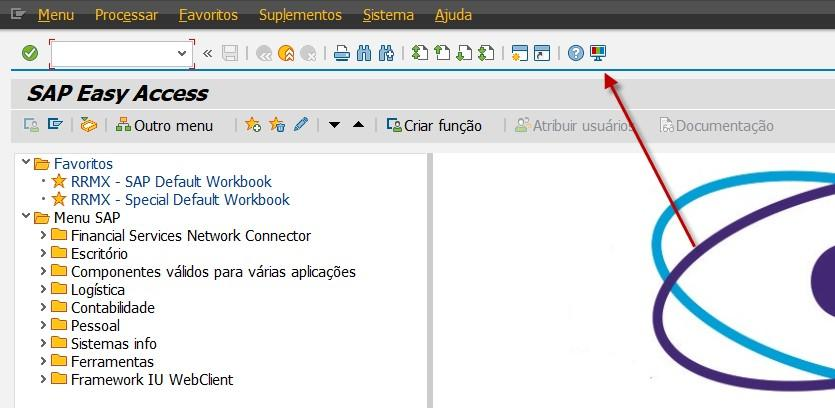 Menu Processar Favoritos Suplementos Sistema Ajuda
SAP Easy Access
Outro menu Criar função Atribuir usuários Documentação
Favoritos
RRMX - SAP Default Workbook
RRMX - Special Default Workbook
Menu SAP
Financial Services Network Connector
Escritório
Componentes válidos para várias aplicações
Logística
Contabilidade
Pessoal
Sistemas info
Ferramentas
Framework IU WebClient